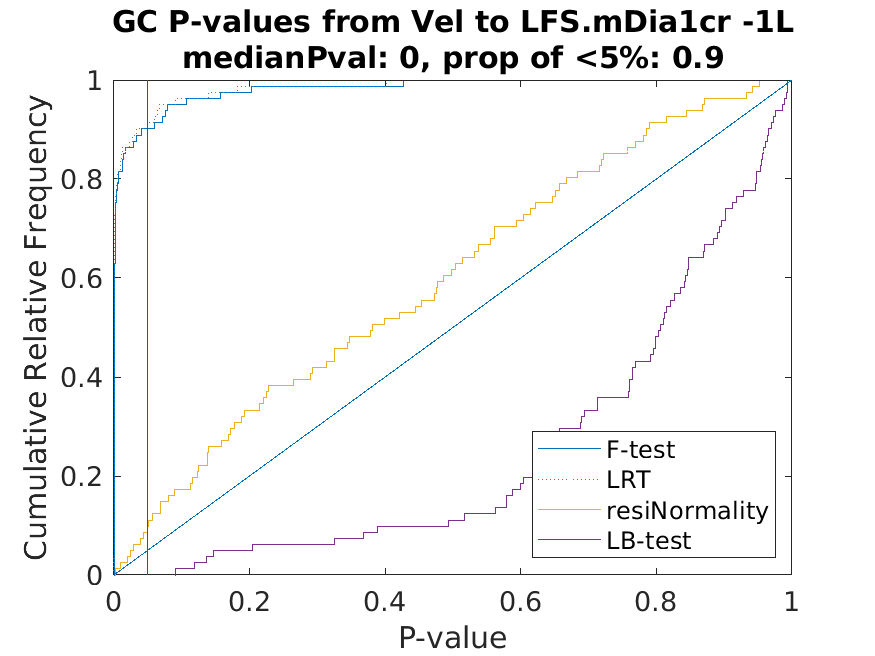 GC P-values from Vel to LFS.mDia1cr -1L
medianPval: 0, prop of <5%: 0.9
Cumulative Relative Frequency
1
0.8
0.6
0.4
0.2
0
0 0.2 0.4 0.6 0.8 1
P-value
F-test
LRT
resiNormality
LB-test